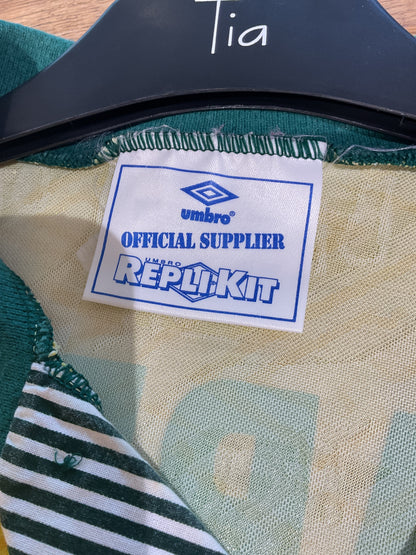 Tia
umbro®
OFFICIAL SUPPLIER
UMBRO
REPLI-KIT